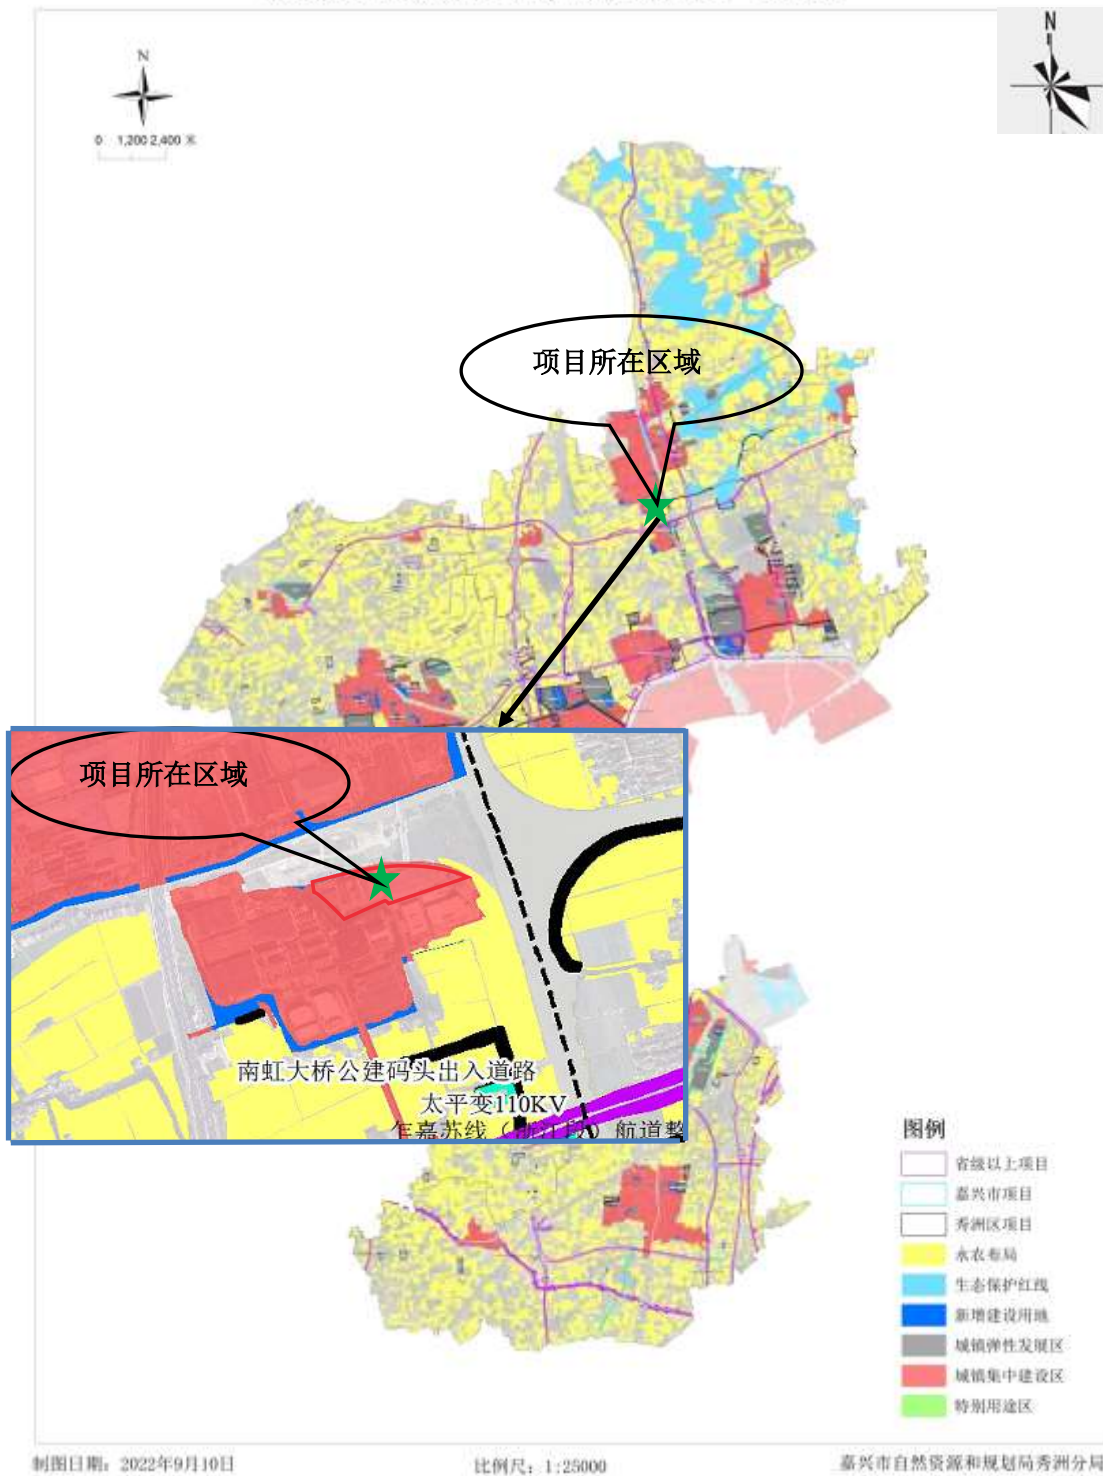 N
N
0 1,200 2,400 米
项目所在区域
项目所在区域
南虹大桥公建码头出入道路
太平变110KV
航道整
图例
省级以上项目
嘉兴市项目
秀洲区项目
永农布局
生态保护红线
新增建设用地
城镇弹性发展区
城镇集中建设区
特别用途区
制图日期：2022年9月10日
比例尺：1:25000
嘉兴市自然资源和规划局秀洲分局